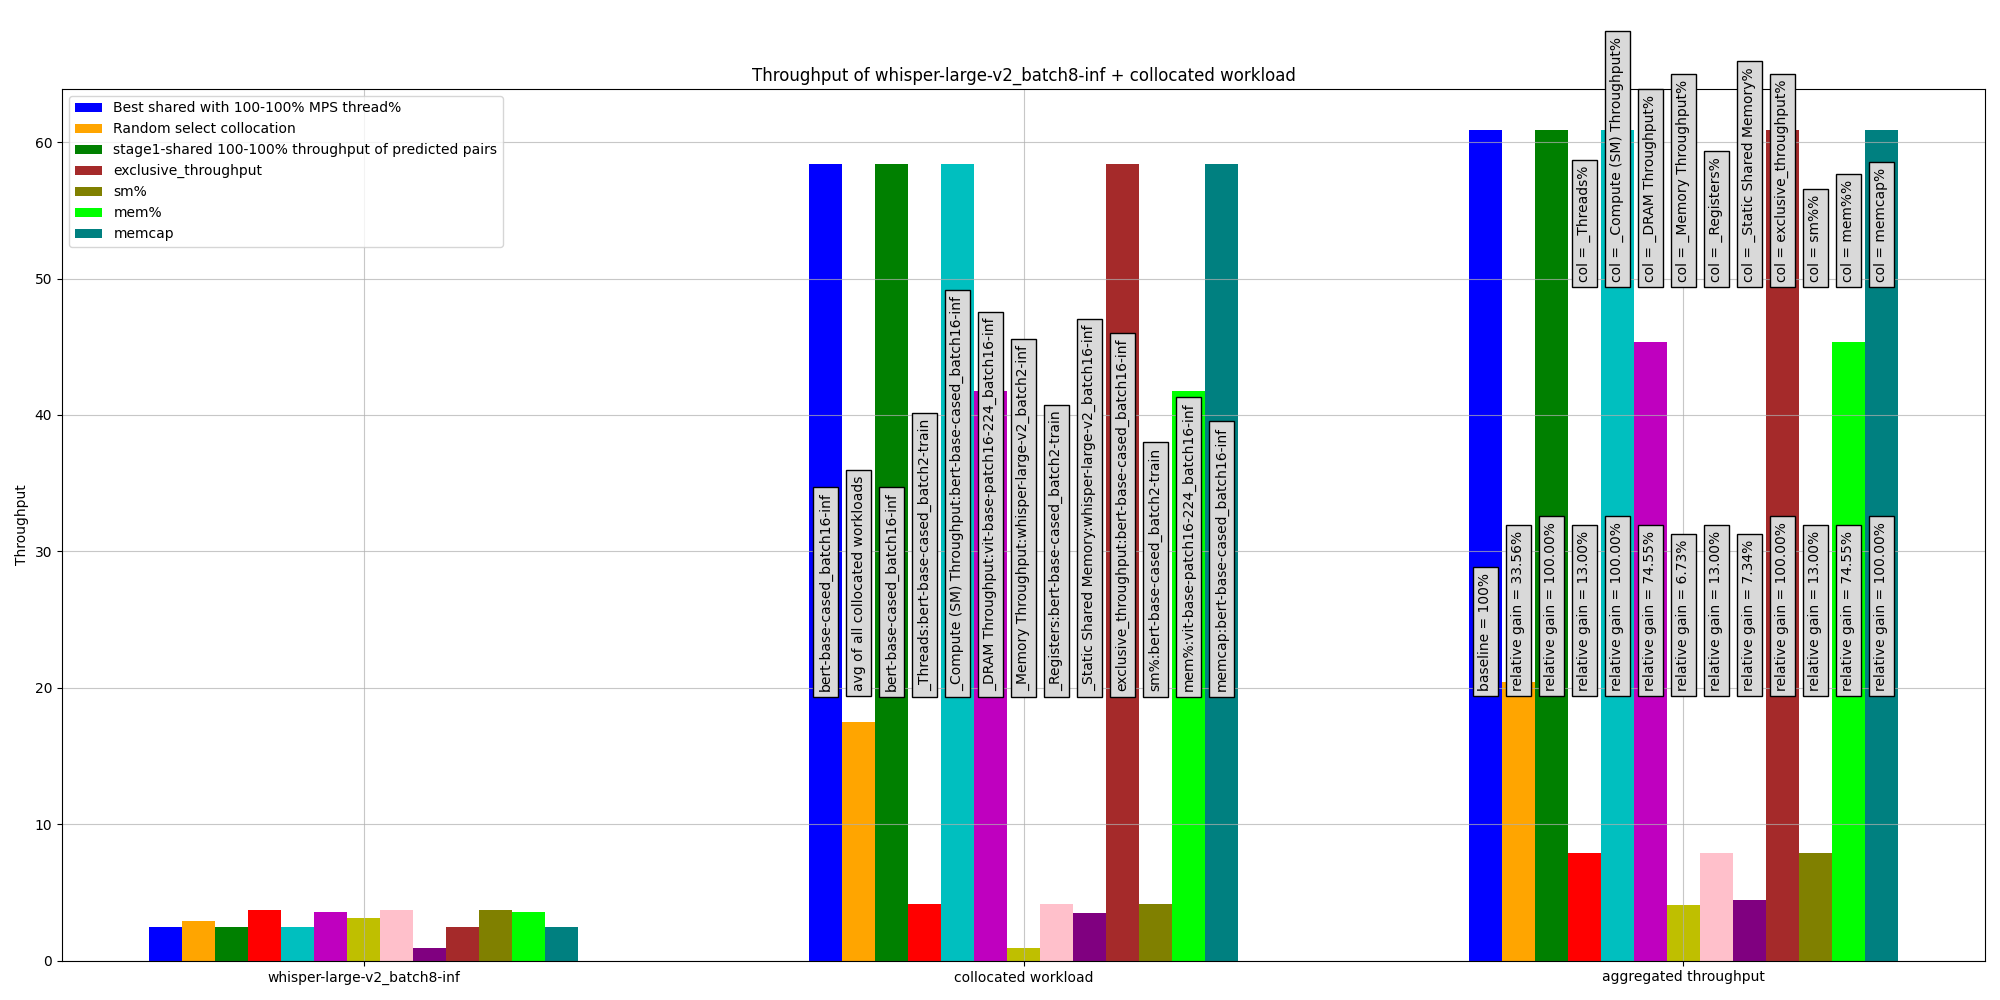 Throughput of whisper-large-v2_batch8-inf + collocated workload
Throughput
60
50
40
30
20
10
0
Best shared with 100-100% MPS thread%
Random select collocation
stage1-shared 100-100% throughput of predicted pairs
exclusive_throughput
sm%
mem%
memcap
bert-base-cased_batch16-inf
avg of all collocated workloads
bert-base-cased_batch16-inf
_Threads:bert-base-cased_batch2-train
_Compute (SM) Throughput:bert-base-cased_batch16-inf
_DRAM Throughput:vit-base-patch16-224_batch16-inf
_Memory Throughput:whisper-large-v2_batch2-inf
_Registers:bert-base-cased_batch2-train
_Static Shared Memory:whisper-large-v2_batch16-inf
exclusive_throughput:bert-base-cased_batch16-inf
sm%:bert-base-cased_batch2-train
mem%:vit-base-patch16-224_batch16-inf
memcap:bert-base-cased_batch16-inf
col = _Threads%
col = _Compute (SM) Throughput%
col = _DRAM Throughput%
col = _Memory Throughput%
col = _Registers%
col = _Static Shared Memory%
col = exclusive_throughput%
col = sm%%
col = mem%%
col = memcap%
baseline = 100%
relative gain = 33.56%
relative gain = 100.00%
relative gain = 13.00%
relative gain = 100.00%
relative gain = 74.55%
relative gain = 6.73%
relative gain = 13.00%
relative gain = 7.34%
relative gain = 100.00%
relative gain = 13.00%
relative gain = 74.55%
relative gain = 100.00%
whisper-large-v2_batch8-inf
collocated workload
aggregated throughput